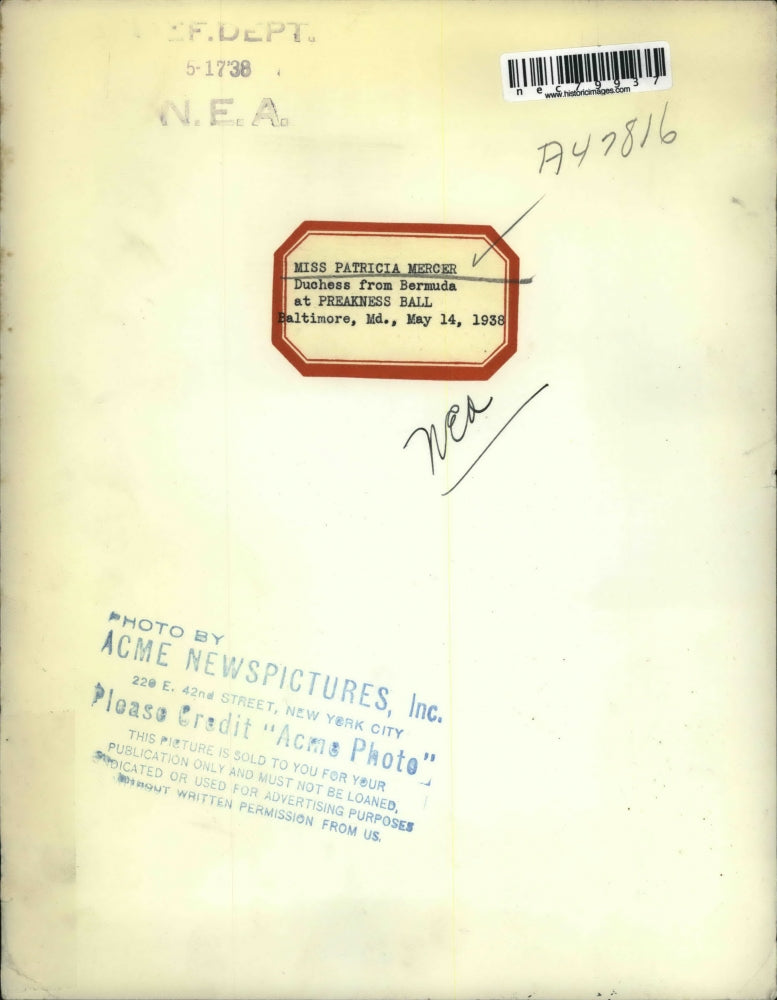 EF.DEPT.
5-17'38
N.E.A.
nec79937
www.historicimages.com
A47816
MISS PATRICIA MERCER
Duchess from Bermuda
at PREAKNESS BALL
Baltimore, Md., May 14, 1938
NEA
PHOTO BY
ACME NEWSPICTURES, Inc.
220 E. 42nd STREET, NEW YORK CITY
Please Credit "Acme Photo"
THIS PICTURE IS SOLD TO YOU FOR YOUR
PUBLICATION ONLY AND MUST NOT BE LOANED,
SYNDICATED OR USED FOR ADVERTISING PURPOSES
WITHOUT WRITTEN PERMISSION FROM US.